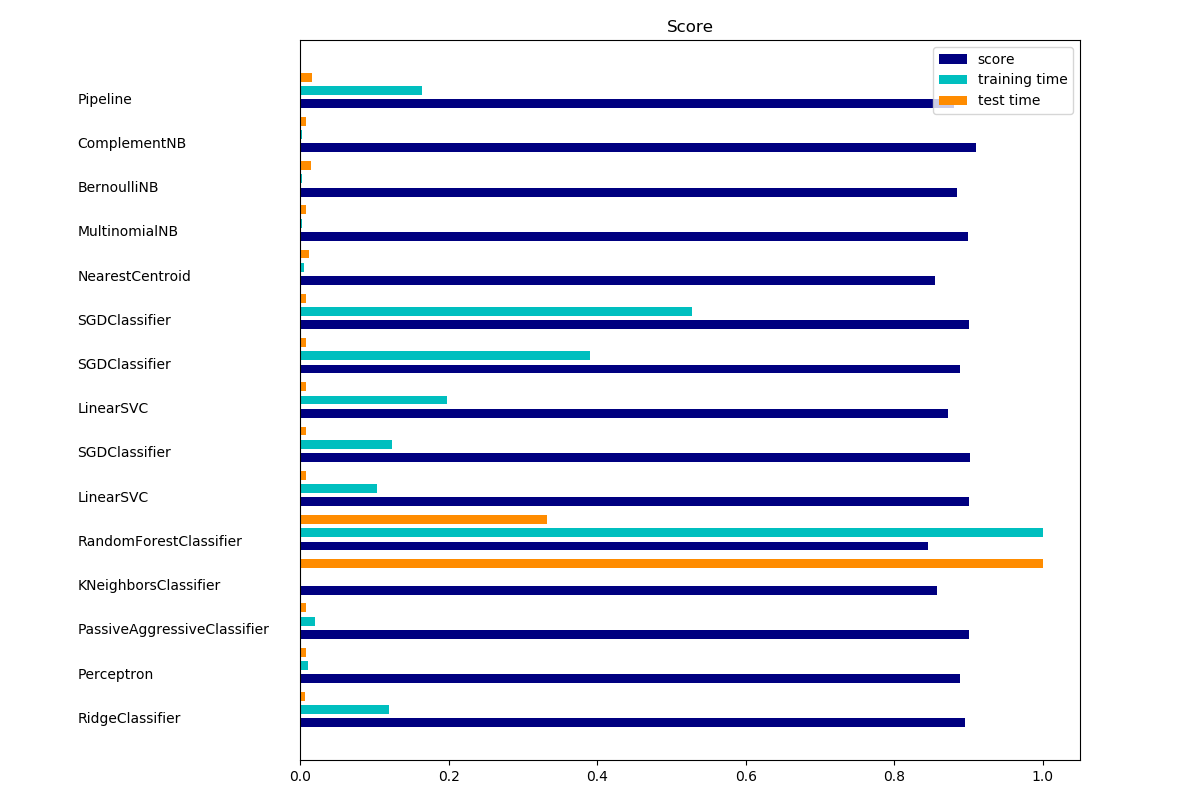 Score
score
training time
test time
Pipeline
ComplementNB
BernoulliNB
MultinomialNB
NearestCentroid
SGDClassifier
SGDClassifier
LinearSVC
SGDClassifier
LinearSVC
RandomForestClassifier
KNeighborsClassifier
PassiveAggressiveClassifier
Perceptron
RidgeClassifier
0.0 0.2 0.4 0.6 0.8 1.0